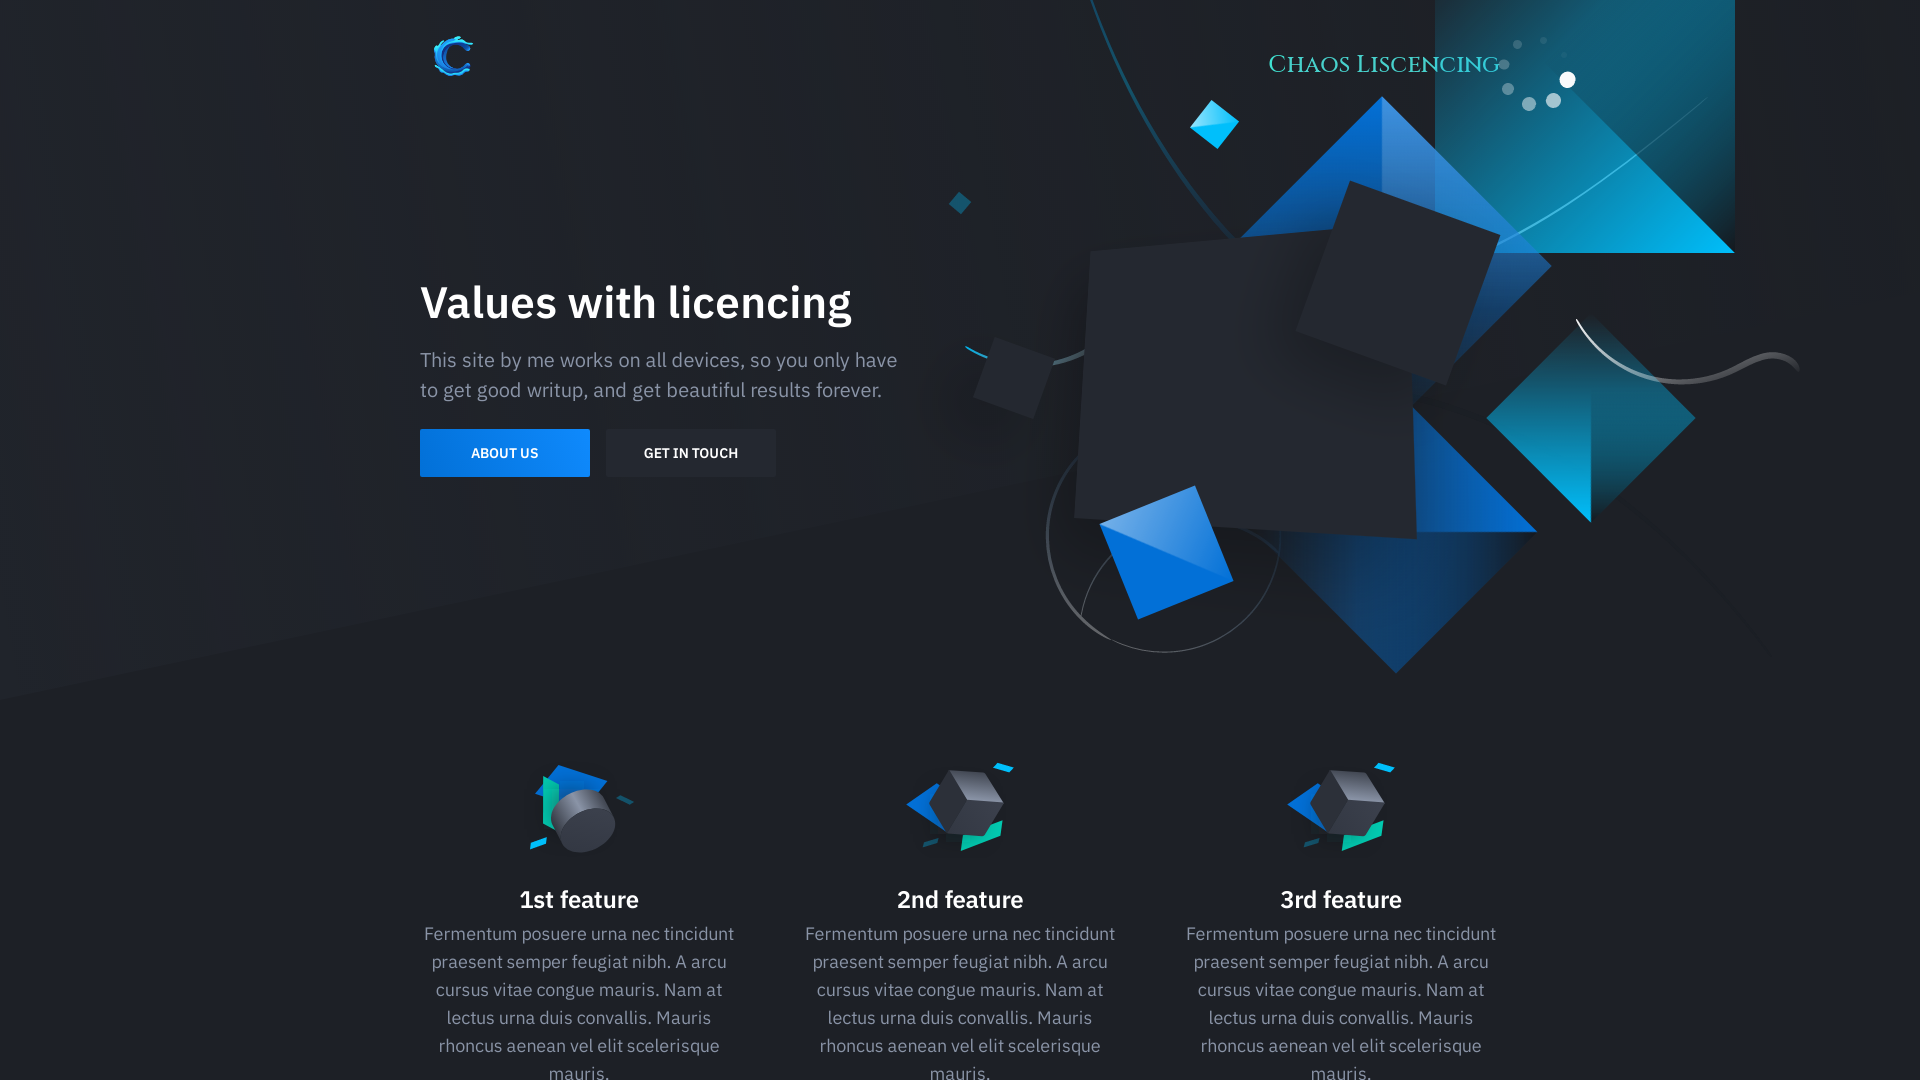 Chaos Liscencing
Values with licencing
This site by me works on all devices, so you only have
to get good writup, and get beautiful results forever.
ABOUT US
GET IN TOUCH
1st feature
Fermentum posuere urna nec tincidunt
praesent semper feugiat nibh. A arcu
cursus vitae congue mauris. Nam at
lectus urna duis convallis. Mauris
rhoncus aenean vel elit scelerisque
mauris.
2nd feature
Fermentum posuere urna nec tincidunt
praesent semper feugiat nibh. A arcu
cursus vitae congue mauris. Nam at
lectus urna duis convallis. Mauris
rhoncus aenean vel elit scelerisque
mauris.
3rd feature
Fermentum posuere urna nec tincidunt
praesent semper feugiat nibh. A arcu
cursus vitae congue mauris. Nam at
lectus urna duis convallis. Mauris
rhoncus aenean vel elit scelerisque
mauris.